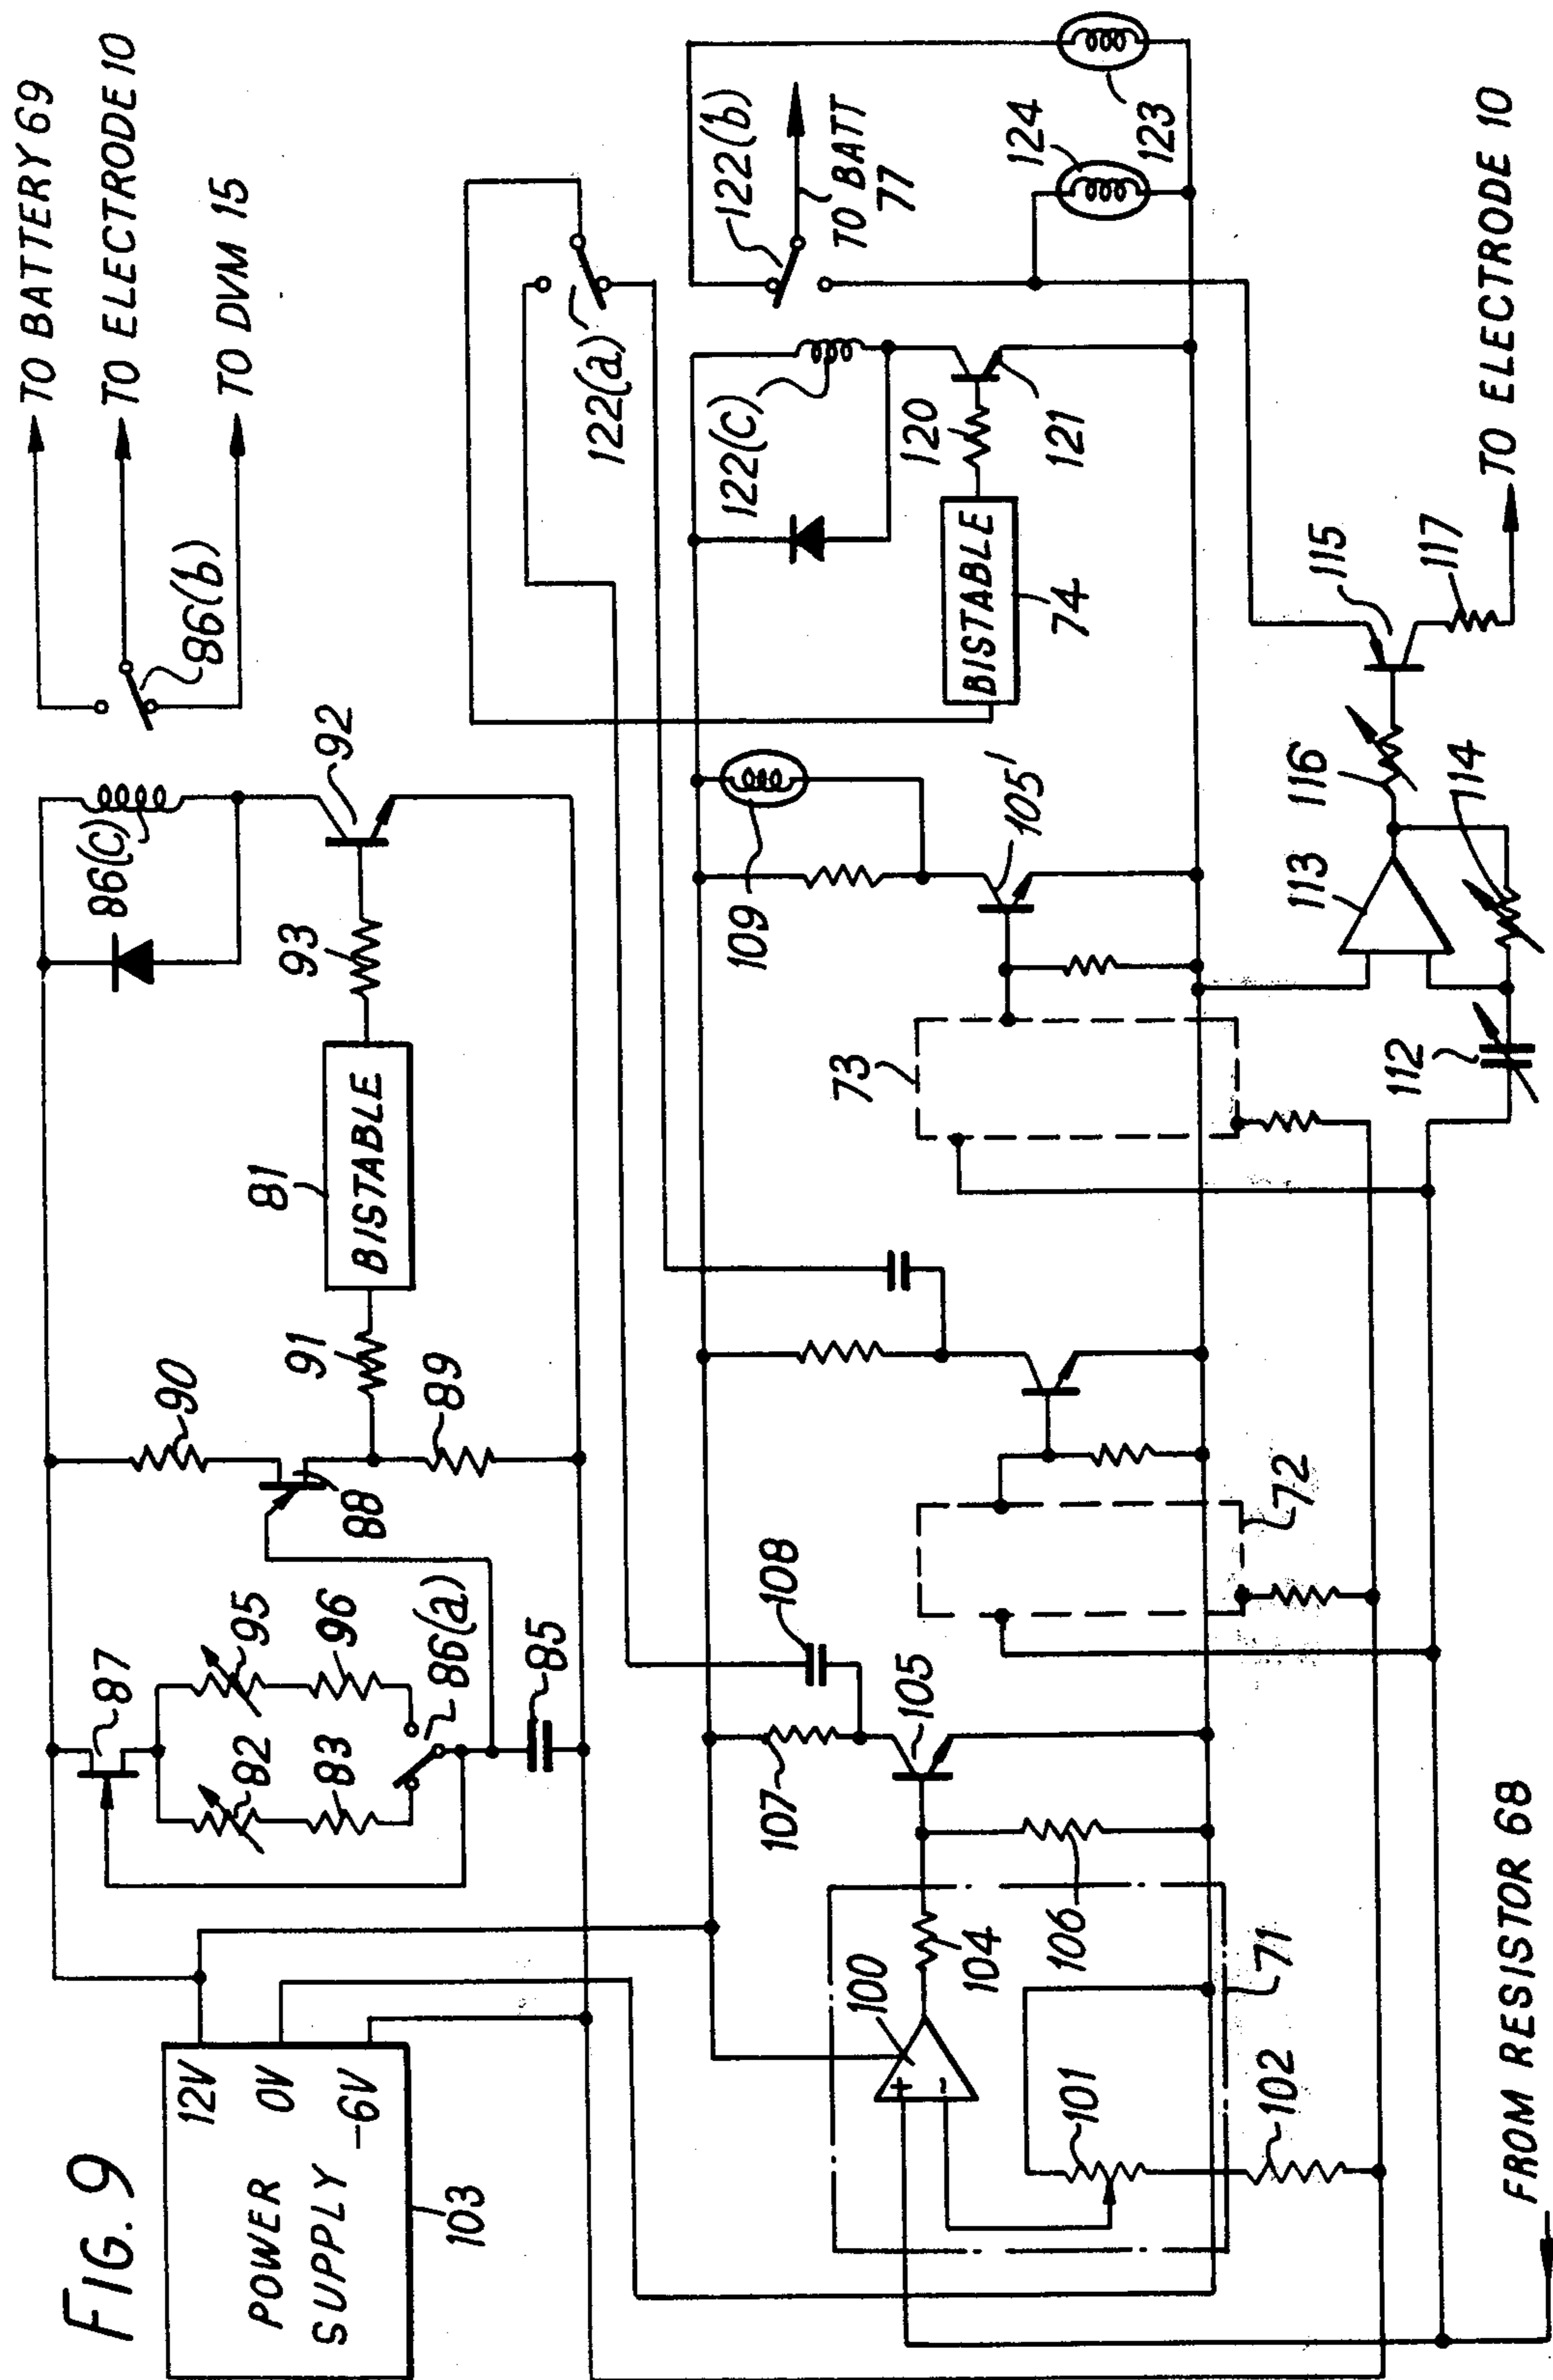 FIG. 9
POWER
SUPPLY
12V
0V
-6V
103
87
82
95
83
96
86(a)
85
88
90
89
91
81
BISTABLE
93
86(c)
92
86(b)
TO BATTERY 69
TO ELECTRODE 10
TO DVM 15
100
+
-
101
102
104
106
71
107
105
108
72
73
109
105'
122(c)
122(a)
BISTABLE
74
120
121
122(b)
TO BATT
77
124
123
112
113
114
116
115
117
TO ELECTRODE 10
FROM RESISTOR 68